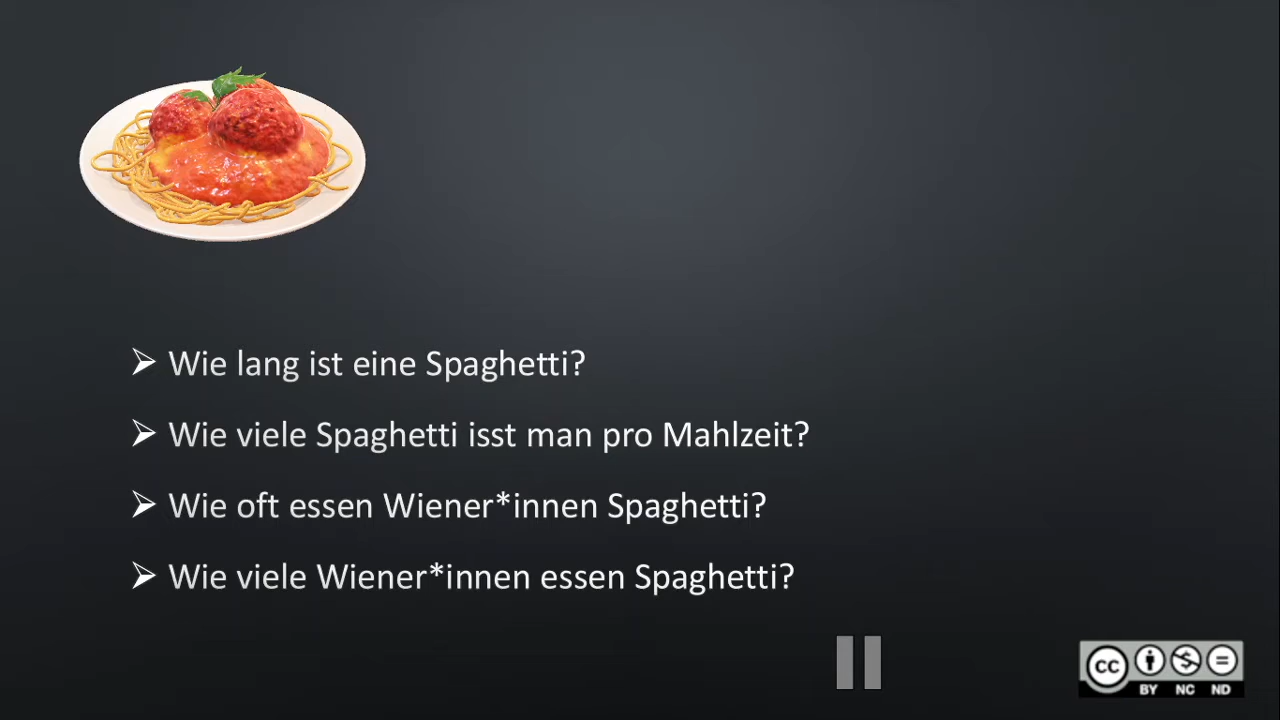 ➢ Wie lang ist eine Spaghetti?
➢ Wie viele Spaghetti isst man pro Mahlzeit?
➢ Wie oft essen Wiener*innen Spaghetti?
➢ Wie viele Wiener*innen essen Spaghetti?
cc
BY NC ND